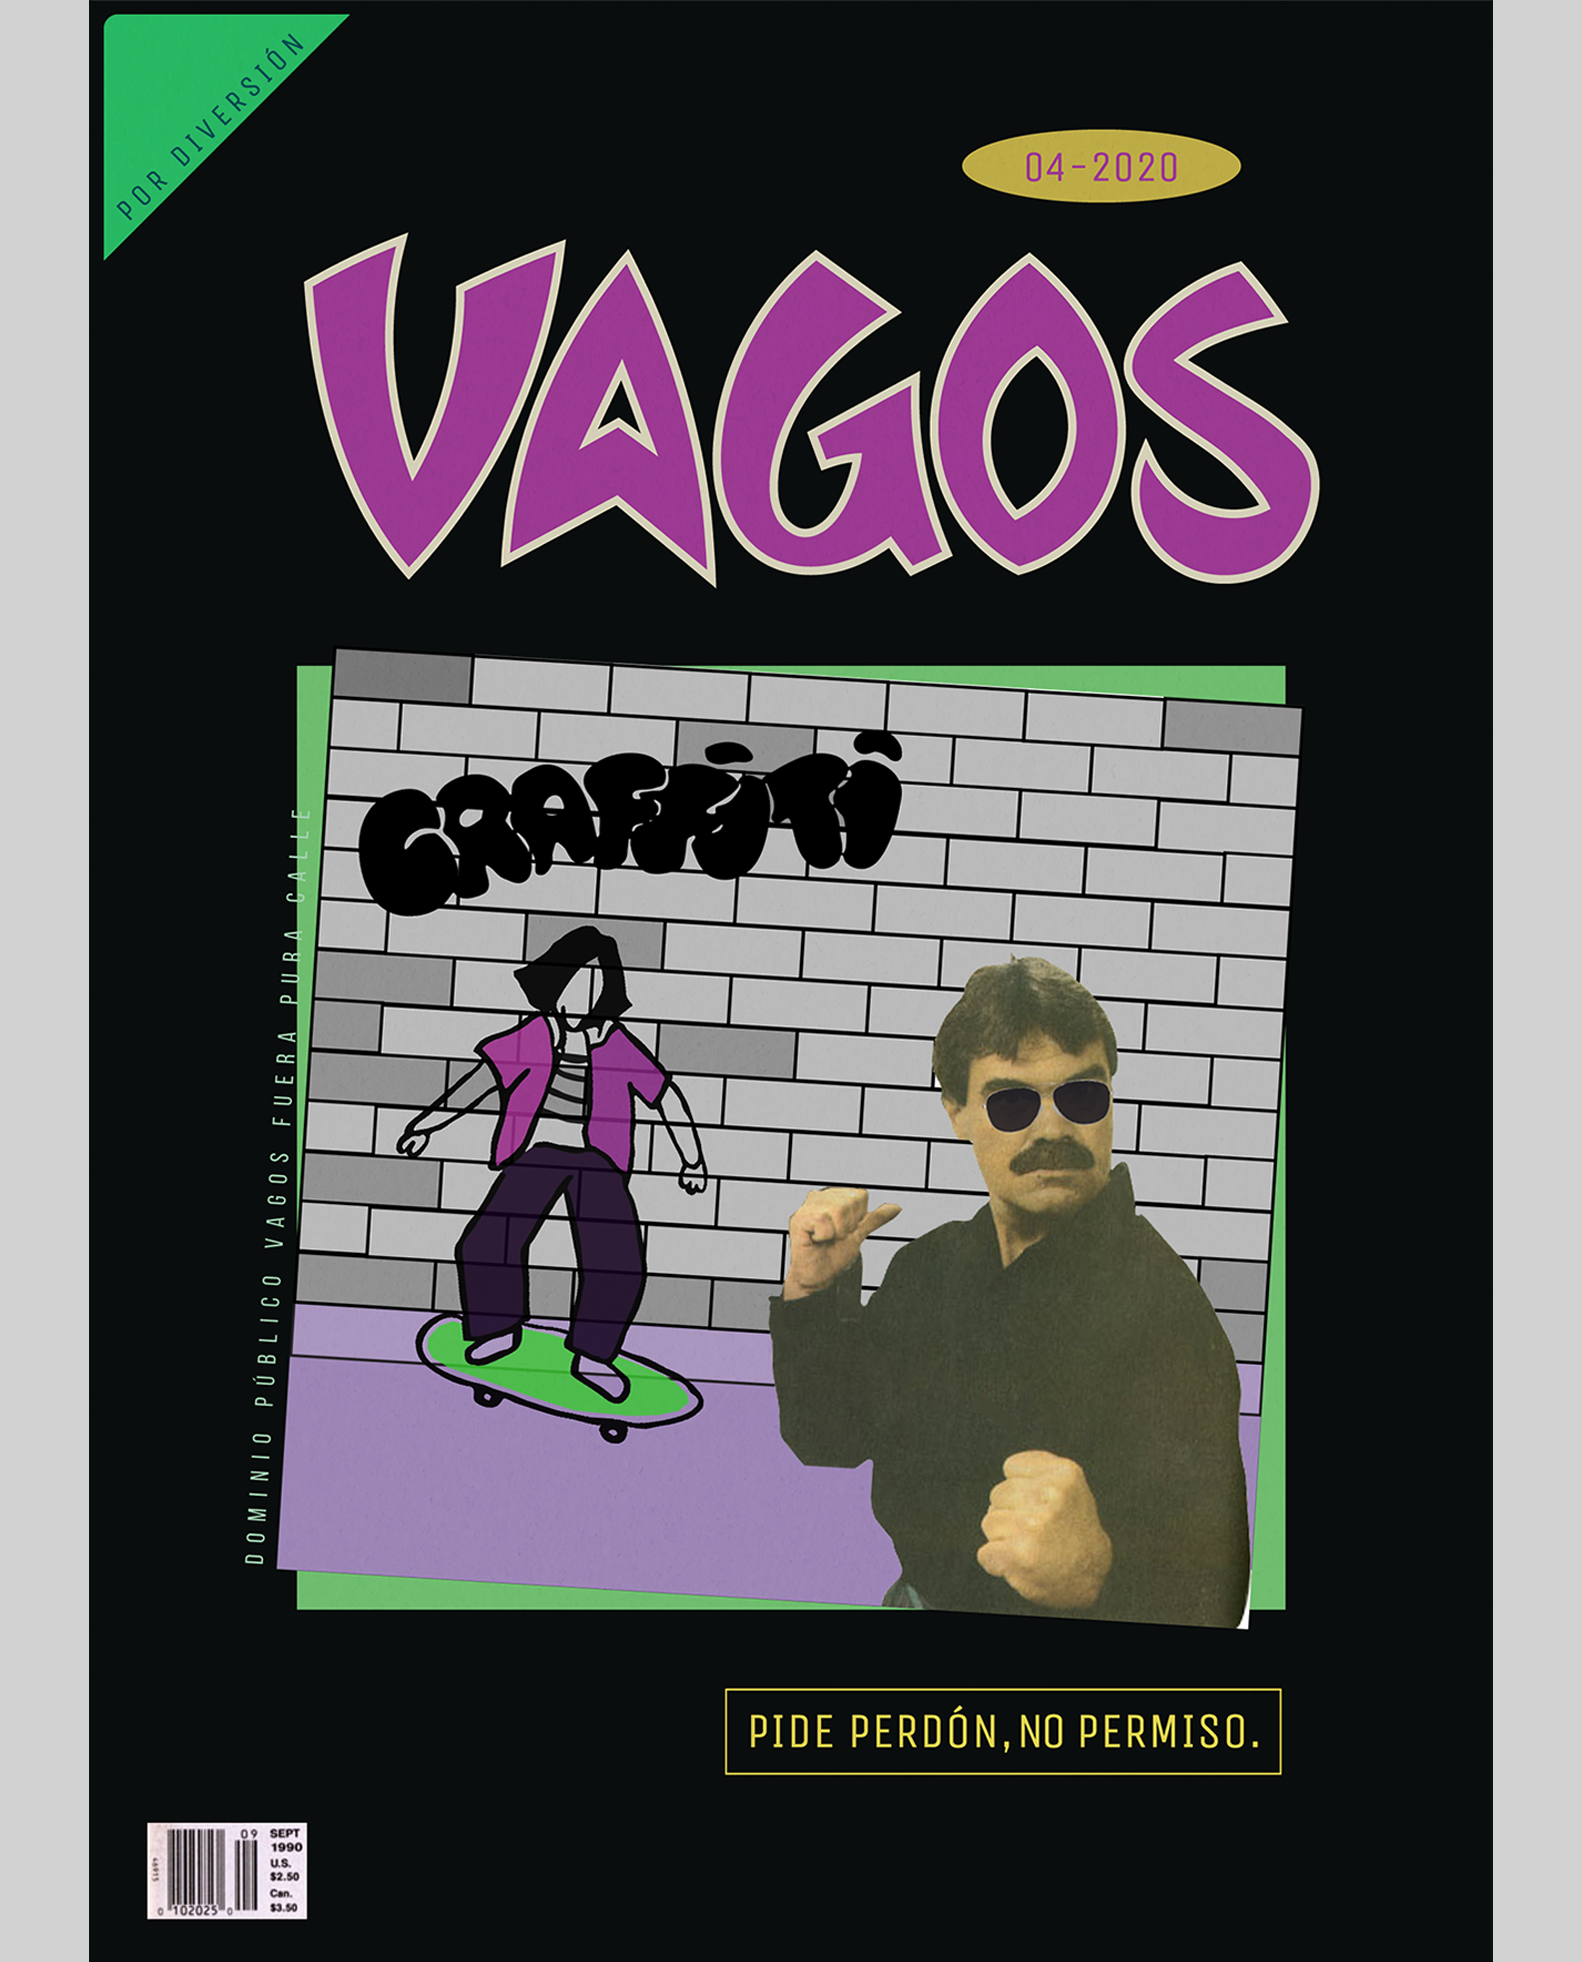 POR DIVERSIÓN
04-2020
VAGOS
GRAFFiTi
DOMINIO PÚBLICO VAGOS FUERA PURA CALLE
PIDE PERDÓN, NO PERMISO.
09
SEPT
1990
U.S.
$2.50
Can.
$3.50
0 102025 0